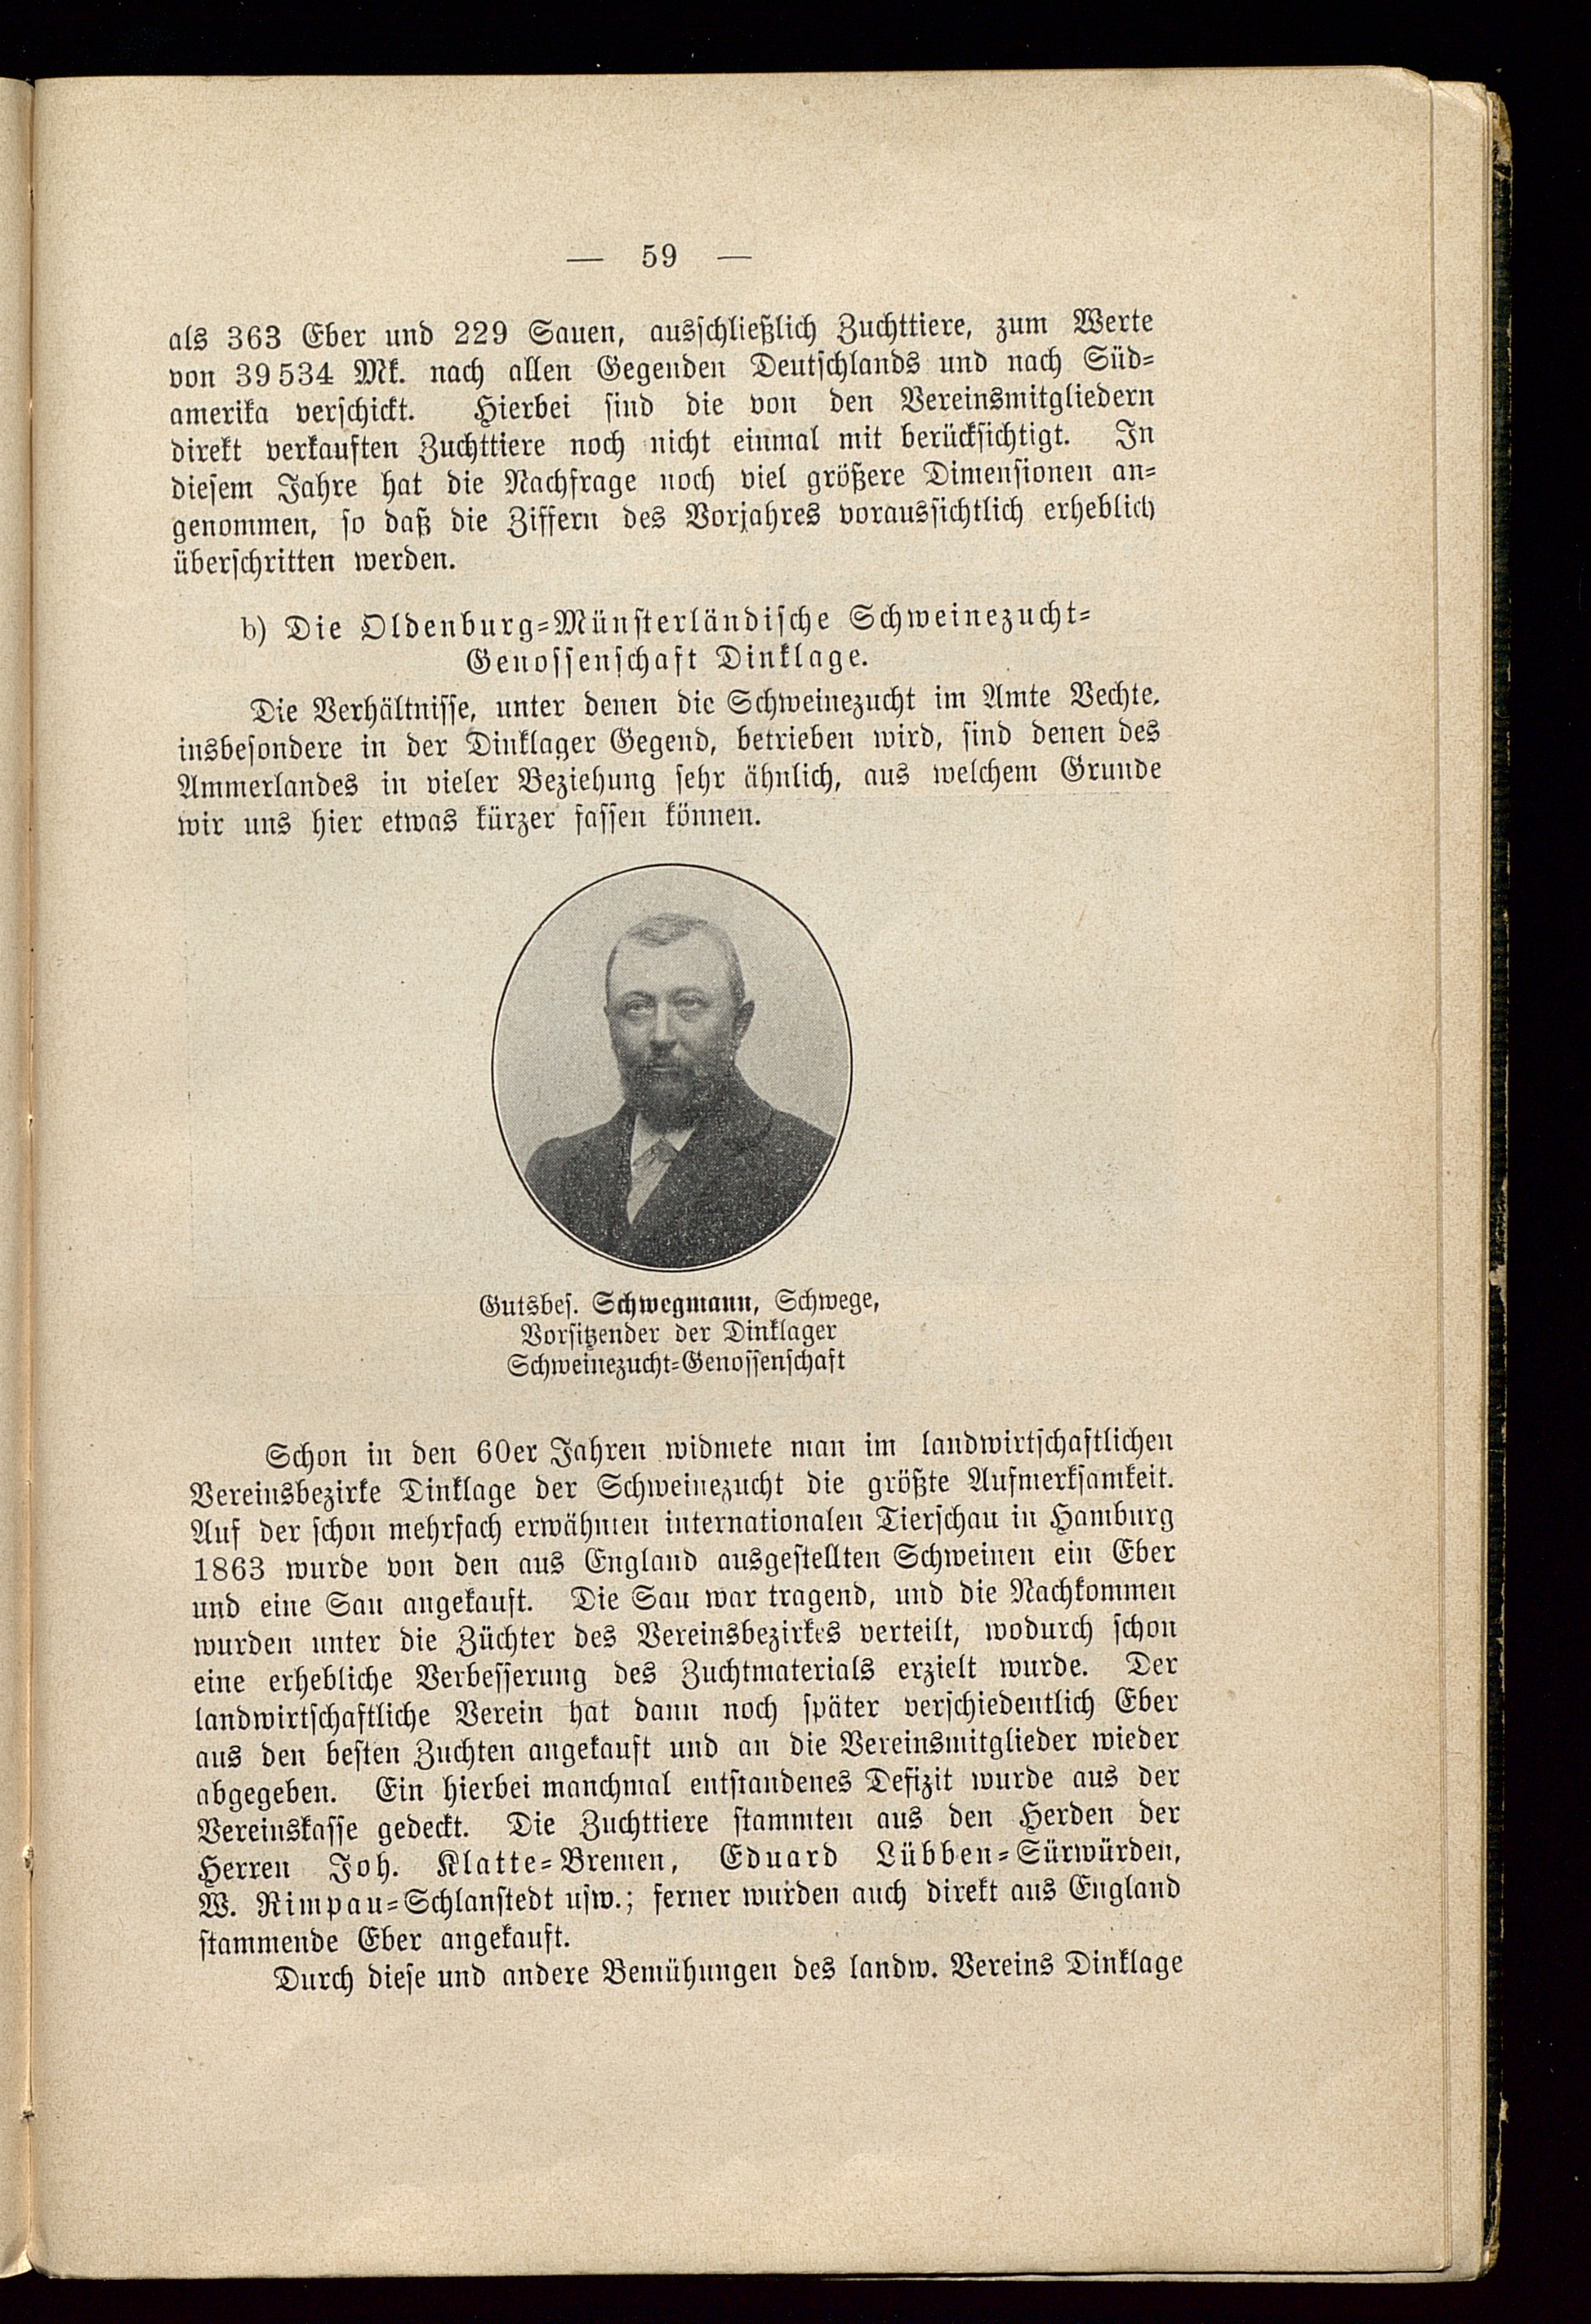 — 59 —
als 363 Eber und 229 Sauen, ausschließlich Zuchttiere, zum Werte
von 39 534 Mk. nach allen Gegenden Deutschlands und nach Süd-
amerika verschickt. Hierbei sind die von den Vereinsmitgliedern
direkt verkauften Zuchttiere noch nicht einmal mit berücksichtigt. In
diesem Jahre hat die Nachfrage noch viel größere Dimensionen an-
genommen, so daß die Ziffern des Vorjahres voraussichtlich erheblich
überschritten werden.
b) Die Oldenburg-Münsterländische Schweinezucht-
Genossenschaft Dinklage.
Die Verhältnisse, unter denen die Schweinezucht im Amte Vechte,
insbesondere in der Dinklager Gegend, betrieben wird, sind denen des
Ammerlandes in vieler Beziehung sehr ähnlich, aus welchem Grunde
wir uns hier etwas kürzer fassen können.
Gutsbes. Schwegmann, Schwege,
Vorsitzender der Dinklager
Schweinezucht-Genossenschaft
Schon in den 60er Jahren widmete man im landwirtschaftlichen
Vereinsbezirke Dinklage der Schweinezucht die größte Aufmerksamkeit.
Auf der schon mehrfach erwähnten internationalen Tierschau in Hamburg
1863 wurde von den aus England ausgestellten Schweinen ein Eber
und eine Sau angekauft. Die Sau war tragend, und die Nachkommen
wurden unter die Züchter des Vereinsbezirkes verteilt, wodurch schon
eine erhebliche Verbesserung des Zuchtmaterials erzielt wurde. Der
landwirtschaftliche Verein hat dann noch später verschiedentlich Eber
aus den besten Zuchten angekauft und an die Vereinsmitglieder wieder
abgegeben. Ein hierbei manchmal entstandenes Defizit wurde aus der
Vereinskasse gedeckt. Die Zuchttiere stammten aus den Herden der
Herren Joh. Klatte-Bremen, Eduard Lübben-Sürwürden,
W. Rimpau-Schlanstedt usw.; ferner wurden auch direkt aus England
stammende Eber angekauft.
Durch diese und andere Bemühungen des landw. Vereins Dinklage